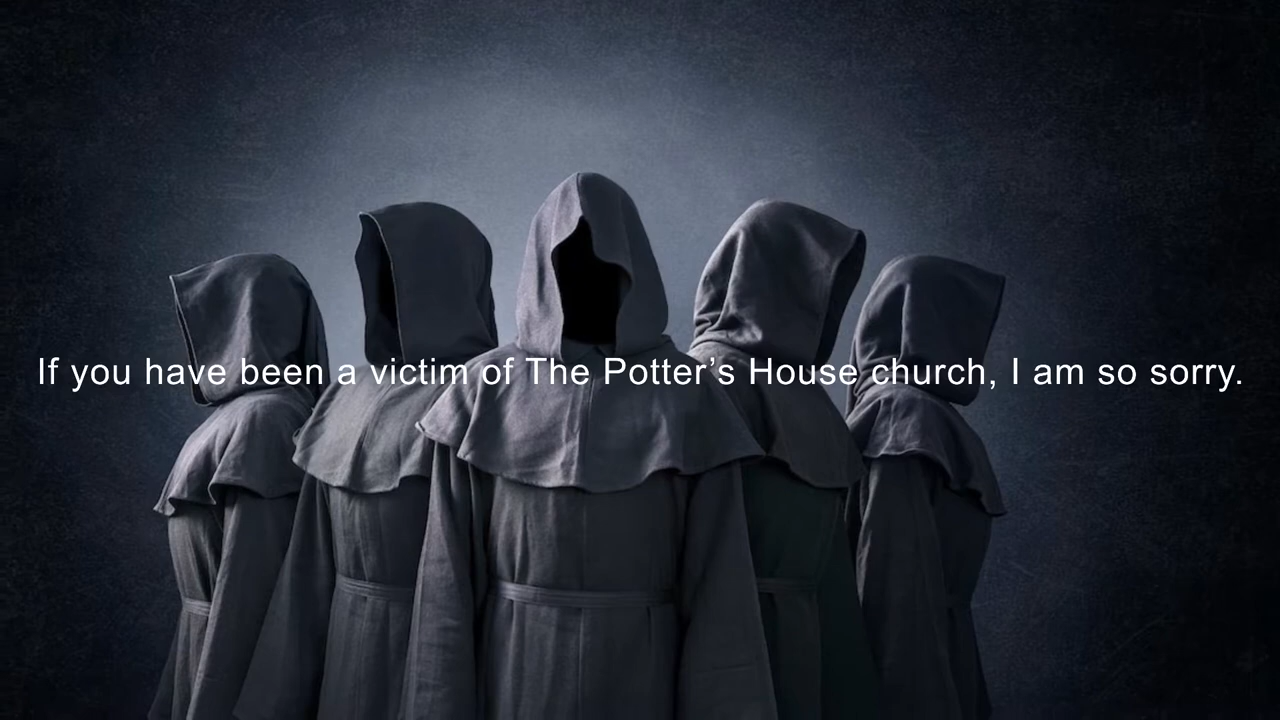 If you have been a victim of The Potter’s House church, I am so sorry.